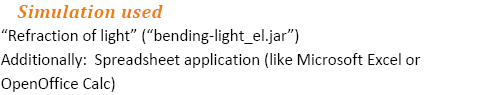 Simulation used
“Refraction of light” (“bending-light_el.jar”)
Additionally:  Spreadsheet application (like Microsoft Excel or
OpenOffice Calc)